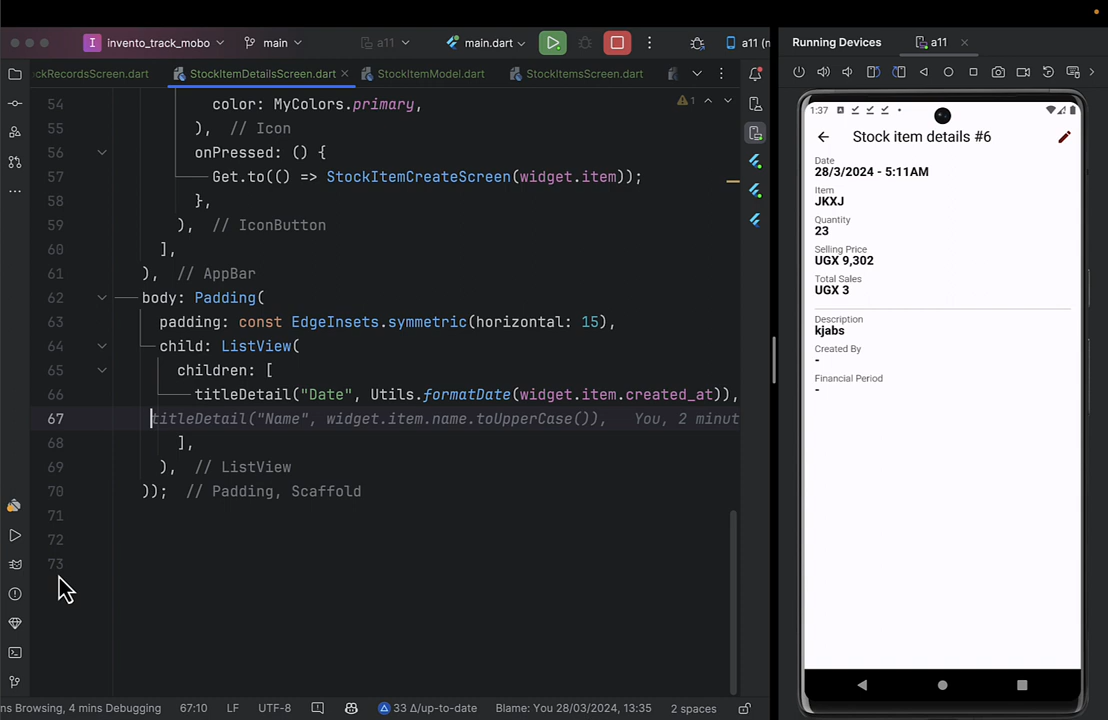 invento_track_mobo
main
a11
main.dart
a11 (n
Running Devices
a11
ckRecordsScreen.dart
StockItemDetailsScreen.dart
StockItemModel.dart
StockItemsScreen.dart
54 color: MyColors.primary,
1
55 ), // Icon
56 onPressed: () {
57 Get.to(() => StockItemCreateScreen(widget.item));
58 },
59 ), // IconButton
60 ],
61 ), // AppBar
62 body: Padding(
63 padding: const EdgeInsets.symmetric(horizontal: 15),
64 child: ListView(
65 children: [
66 titleDetail("Date", Utils.formatDate(widget.item.created_at)),
67 titleDetail("Name", widget.item.name.toUpperCase()), You, 2 minut
68 ],
69 ), // ListView
70 )); // Padding, Scaffold
71
72
73
1:37
Stock item details #6
Date
28/3/2024 - 5:11AM
Item
JKXJ
Quantity
23
Selling Price
UGX 9,302
Total Sales
UGX 3
Description
kjabs
Created By
-
Financial Period
-
ns Browsing, 4 mins Debugging
67:10
LF
UTF-8
33 Δ/up-to-date
Blame: You 28/03/2024, 13:35
2 spaces